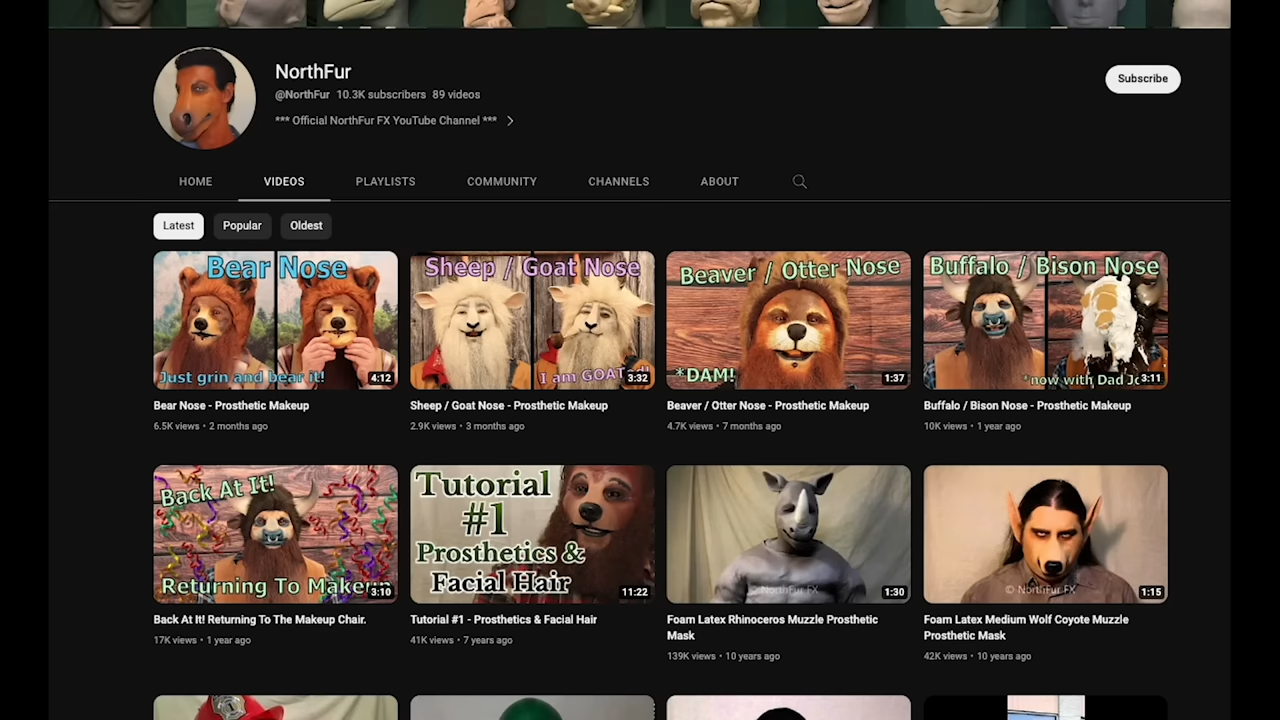 NorthFur
@NorthFur 10.3K subscribers 89 videos
*** Official NorthFur FX YouTube Channel ***
Subscribe
HOME VIDEOS PLAYLISTS COMMUNITY CHANNELS ABOUT
Latest Popular Oldest
Bear Nose
Just grin and bear it!
4:12
Sheep / Goat Nose
I am GOAT
3:32
Beaver / Otter Nose
*DAM!
1:37
Buffalo / Bison Nose
*now with Dad
3:11
Bear Nose - Prosthetic Makeup
6.5K views • 2 months ago
Sheep / Goat Nose - Prosthetic Makeup
2.9K views • 3 months ago
Beaver / Otter Nose - Prosthetic Makeup
4.7K views • 7 months ago
Buffalo / Bison Nose - Prosthetic Makeup
10K views • 1 year ago
Back At It!
Returning To
3:10
Tutorial
#1
Prosthetics &
Facial Hair
11:22
© NorthFur FX
1:30
© NorthFur FX
1:15
Back At It! Returning To The Makeup Chair.
17K views • 1 year ago
Tutorial #1 - Prosthetics & Facial Hair
41K views • 7 years ago
Foam Latex Rhinoceros Muzzle Prosthetic
Mask
139K views • 10 years ago
Foam Latex Medium Wolf Coyote Muzzle
Prosthetic Mask
42K views • 10 years ago
1